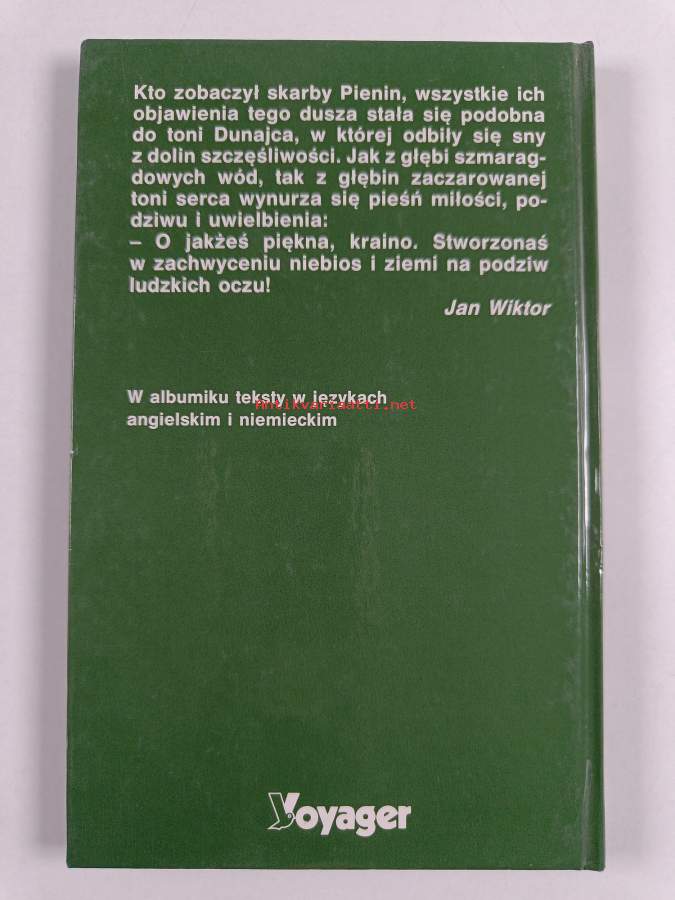 Kto zobaczył skarby Pienin, wszystkie ich
objawienia tego dusza stała się podobna
do toni Dunajca, w której odbiły się sny
z dolin szczęśliwości. Jak z głębi szmarag-
dowych wód, tak z głębin zaczarowanej
toni serca wynurza się pieśń miłości, po-
dziwu i uwielbienia:
– O jakżeś piękna, kraino. Stworzonaś
w zachwyceniu niebios i ziemi na podziw
ludzkich oczu!
Jan Wiktor
W albumiku teksty w językach
Antikvariaatti.net
angielskim i niemieckim
Voyager